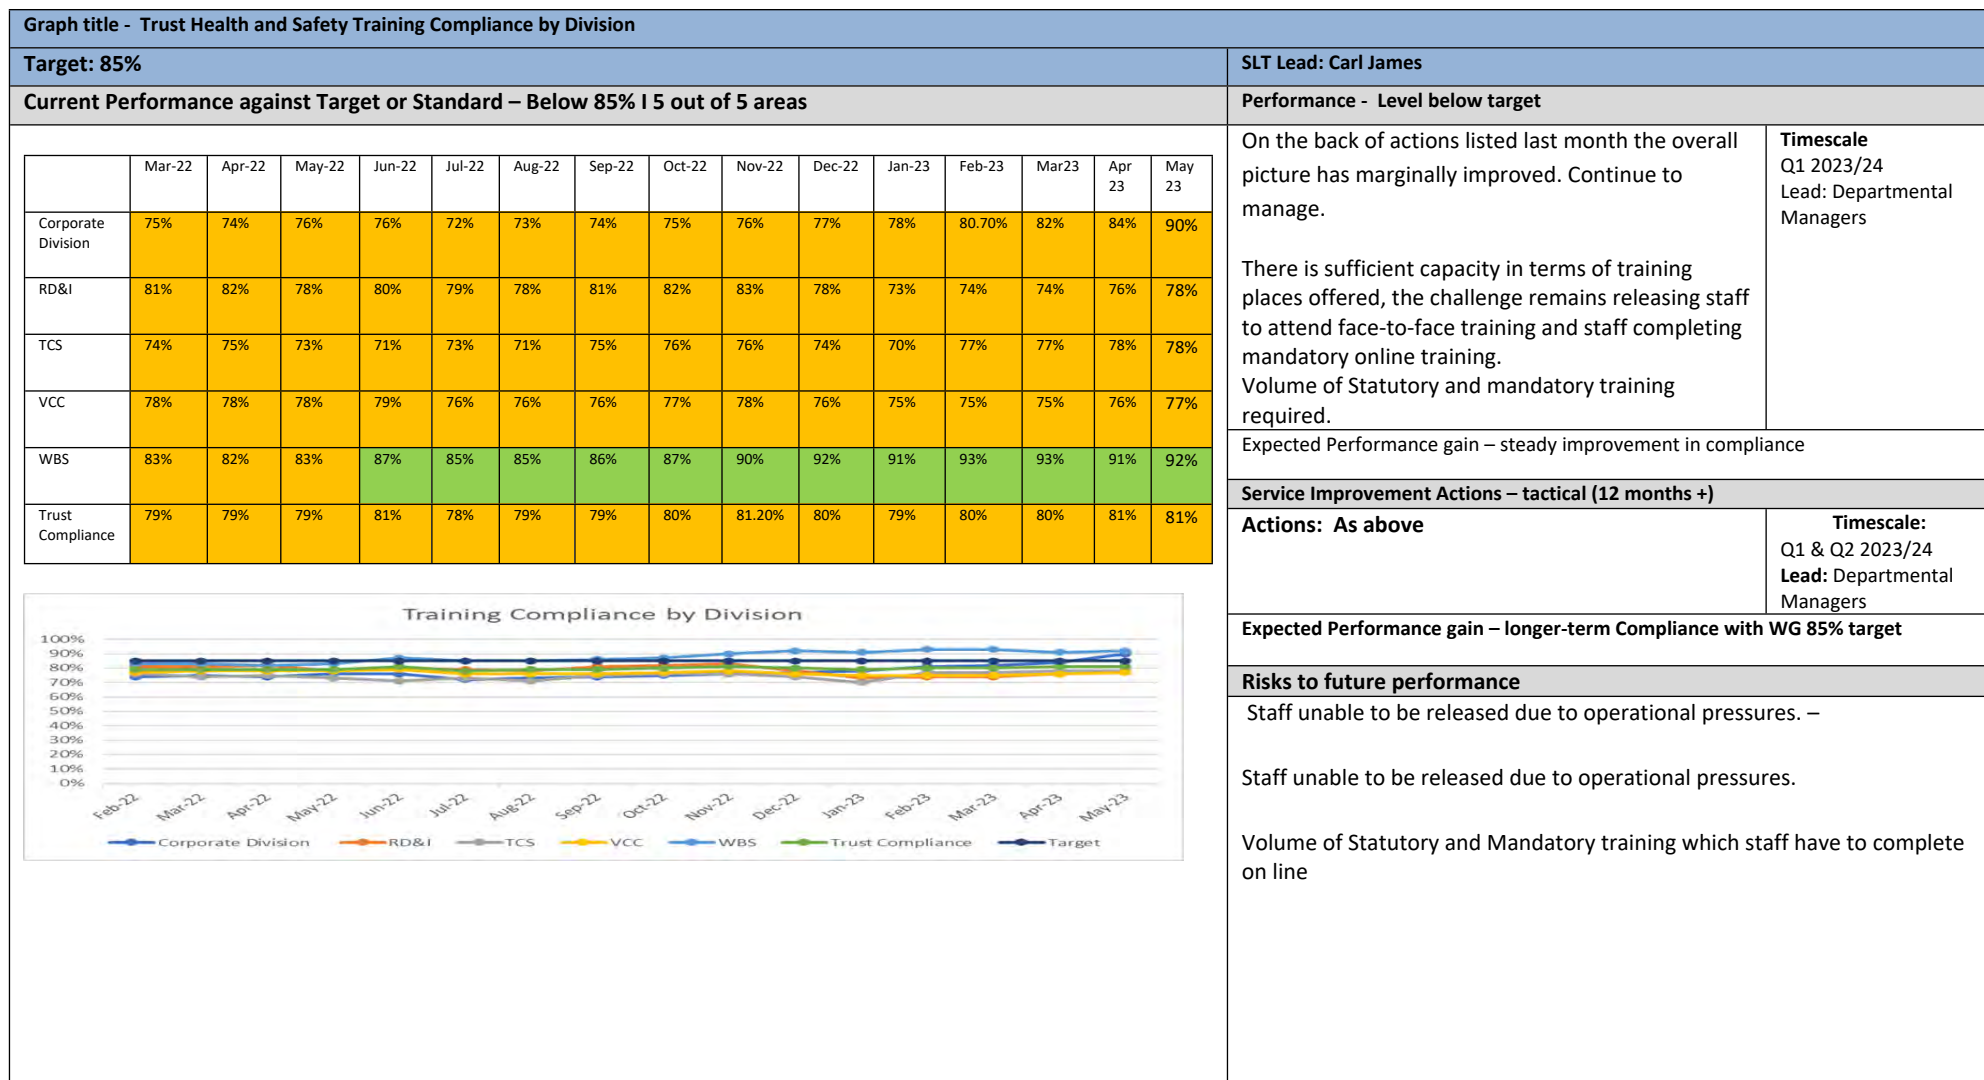 Graph title - Trust Health and Safety Training Compliance by Division
Target: 85%
SLT Lead: Carl James
Current Performance against Target or Standard – Below 85% I 5 out of 5 areas
Performance - Level below target
Mar-22 Apr-22 May-22 Jun-22 Jul-22 Aug-22 Sep-22 Oct-22 Nov-22 Dec-22 Jan-23 Feb-23 Mar23 Apr 23 May 23
Corporate Division 75% 74% 76% 76% 72% 73% 74% 75% 76% 77% 78% 80.70% 82% 84% 90%
RD&I 81% 82% 78% 80% 79% 78% 81% 82% 83% 78% 73% 74% 74% 76% 78%
TCS 74% 75% 73% 71% 73% 71% 75% 76% 76% 74% 70% 77% 77% 78% 78%
VCC 78% 78% 78% 79% 76% 76% 76% 77% 78% 76% 75% 75% 75% 76% 77%
WBS 83% 82% 83% 87% 85% 85% 86% 87% 90% 92% 91% 93% 93% 91% 92%
Trust Compliance 79% 79% 79% 81% 78% 79% 79% 80% 81.20% 80% 79% 80% 80% 81% 81%
Training Compliance by Division
100%
90%
80%
70%
60%
50%
40%
30%
20%
10%
0%
Feb-22 Mar-22 Apr-22 May-22 Jun-22 Jul-22 Aug-22 Sep-22 Oct-22 Nov-22 Dec-22 Jan-23 Feb-23 Mar-23 Apr-23 May-23
Corporate Division RD&I TCS VCC WBS Trust Compliance Target
On the back of actions listed last month the overall
picture has marginally improved. Continue to
manage.
There is sufficient capacity in terms of training
places offered, the challenge remains releasing staff
to attend face-to-face training and staff completing
mandatory online training.
Volume of Statutory and mandatory training
required.
Timescale
Q1 2023/24
Lead: Departmental
Managers
Expected Performance gain – steady improvement in compliance
Service Improvement Actions – tactical (12 months +)
Actions: As above
Timescale:
Q1 & Q2 2023/24
Lead: Departmental
Managers
Expected Performance gain – longer-term Compliance with WG 85% target
Risks to future performance
Staff unable to be released due to operational pressures. –
Staff unable to be released due to operational pressures.
Volume of Statutory and Mandatory training which staff have to complete
on line